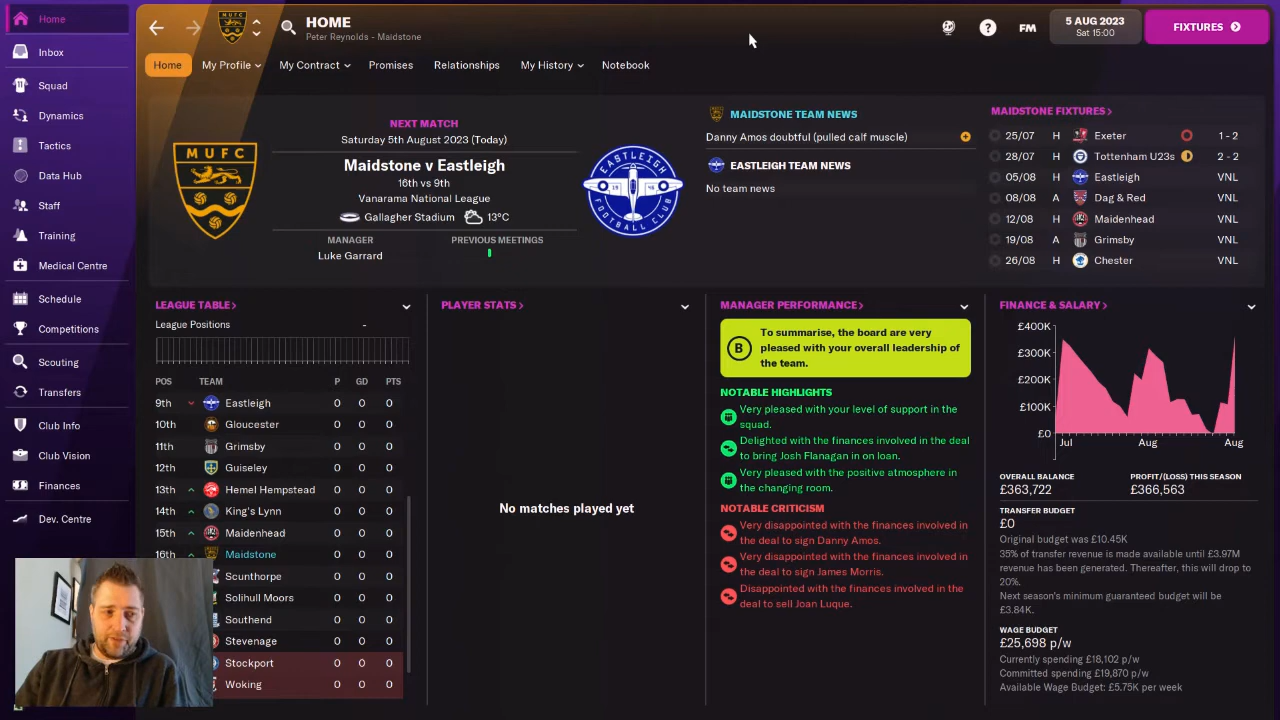 Home
Inbox
Squad
Dynamics
Tactics
Data Hub
Staff
Training
Medical Centre
Schedule
Competitions
Scouting
Transfers
Club Info
Club Vision
Finances
Dev. Centre
MUFC
HOME
Peter Reynolds - Maidstone
?
FM
5 AUG 2023
Sat 15:00
FIXTURES
Home
My Profile
My Contract
Promises
Relationships
My History
Notebook
MUFC
NEXT MATCH
Saturday 5th August 2023 (Today)
Maidstone v Eastleigh
16th vs 9th
Vanarama National League
Gallagher Stadium 13°C
MANAGER
Luke Garrard
PREVIOUS MEETINGS
EASTLEIGH
FOOTBALL CLUB
MAIDSTONE TEAM NEWS
Danny Amos doubtful (pulled calf muscle)
EASTLEIGH TEAM NEWS
No team news
MAIDSTONE FIXTURES>
25/07 H Exeter 1 - 2
28/07 H Tottenham U23s 2 - 2
05/08 H Eastleigh VNL
08/08 A Dag & Red VNL
12/08 H Maidenhead VNL
19/08 A Grimsby VNL
26/08 H Chester VNL
LEAGUE TABLE>
League Positions -
POS TEAM P GD PTS
9th Eastleigh 0 0 0
10th Gloucester 0 0 0
11th Grimsby 0 0 0
12th Guiseley 0 0 0
13th Hemel Hempstead 0 0 0
14th King's Lynn 0 0 0
15th Maidenhead 0 0 0
16th Maidstone 0 0 0
Scunthorpe 0 0 0
Solihull Moors 0 0 0
Southend 0 0 0
Stevenage 0 0 0
Stockport 0 0 0
Woking 0 0 0
PLAYER STATS>
No matches played yet
MANAGER PERFORMANCE>
B
To summarise, the board are very
pleased with your overall leadership of
the team.
NOTABLE HIGHLIGHTS
Very pleased with your level of support in the
squad.
Delighted with the finances involved in the deal
to bring Josh Flanagan in on loan.
Very pleased with the positive atmosphere in
the changing room.
NOTABLE CRITICISM
Very disappointed with the finances involved in
the deal to sign Danny Amos.
Very disappointed with the finances involved in
the deal to sign James Morris.
Disappointed with the finances involved in the
deal to sell Joan Luque.
FINANCE & SALARY>
£400K
£300K
£200K
£100K
£0
Jul Aug Aug
OVERALL BALANCE
£363,722
PROFIT/(LOSS) THIS SEASON
£366,563
TRANSFER BUDGET
£0
Original budget was £10.45K
35% of transfer revenue is made available until £3.97M
revenue has been generated. Thereafter, this will drop to
20%.
Next season's minimum guaranteed budget will be
£3.84K.
WAGE BUDGET
£25,698 p/w
Currently spending £18,102 p/w
Committed spending £19,870 p/w
Available Wage Budget: £5.75K per week